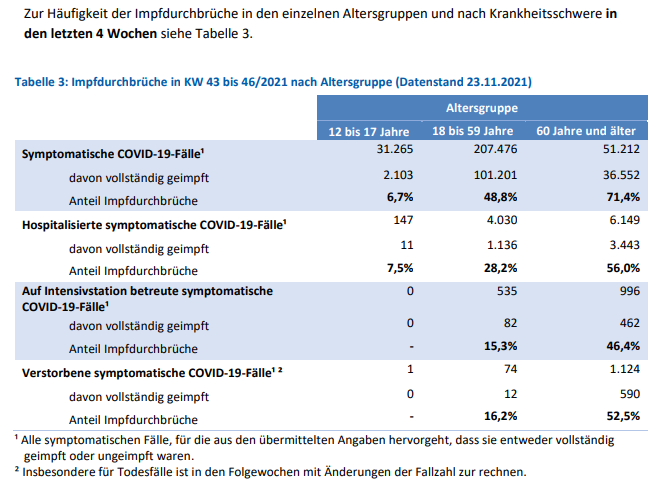 Zur Häufigkeit der Impfdurchbrüche in den einzelnen Altersgruppen und nach Krankheitsschwere in
den letzten 4 Wochen siehe Tabelle 3.
Tabelle 3: Impfdurchbrüche in KW 43 bis 46/2021 nach Altersgruppe (Datenstand 23.11.2021)
Altersgruppe
12 bis 17 Jahre 18 bis 59 Jahre 60 Jahre und älter
Symptomatische COVID-19-Fälle¹ 31.265 207.476 51.212
davon vollständig geimpft 2.103 101.201 36.552
Anteil Impfdurchbrüche 6,7% 48,8% 71,4%
Hospitalisierte symptomatische COVID-19-Fälle¹ 147 4.030 6.149
davon vollständig geimpft 11 1.136 3.443
Anteil Impfdurchbrüche 7,5% 28,2% 56,0%
Auf Intensivstation betreute symptomatische 0 535 996
COVID-19-Fälle¹
davon vollständig geimpft 0 82 462
Anteil Impfdurchbrüche - 15,3% 46,4%
Verstorbene symptomatische COVID-19-Fälle¹ ² 1 74 1.124
davon vollständig geimpft 0 12 590
Anteil Impfdurchbrüche - 16,2% 52,5%
¹ Alle symptomatischen Fälle, für die aus den übermittelten Angaben hervorgeht, dass sie entweder vollständig
geimpft oder ungeimpft waren.
² Insbesondere für Todesfälle ist in den Folgewochen mit Änderungen der Fallzahl zu rechnen.